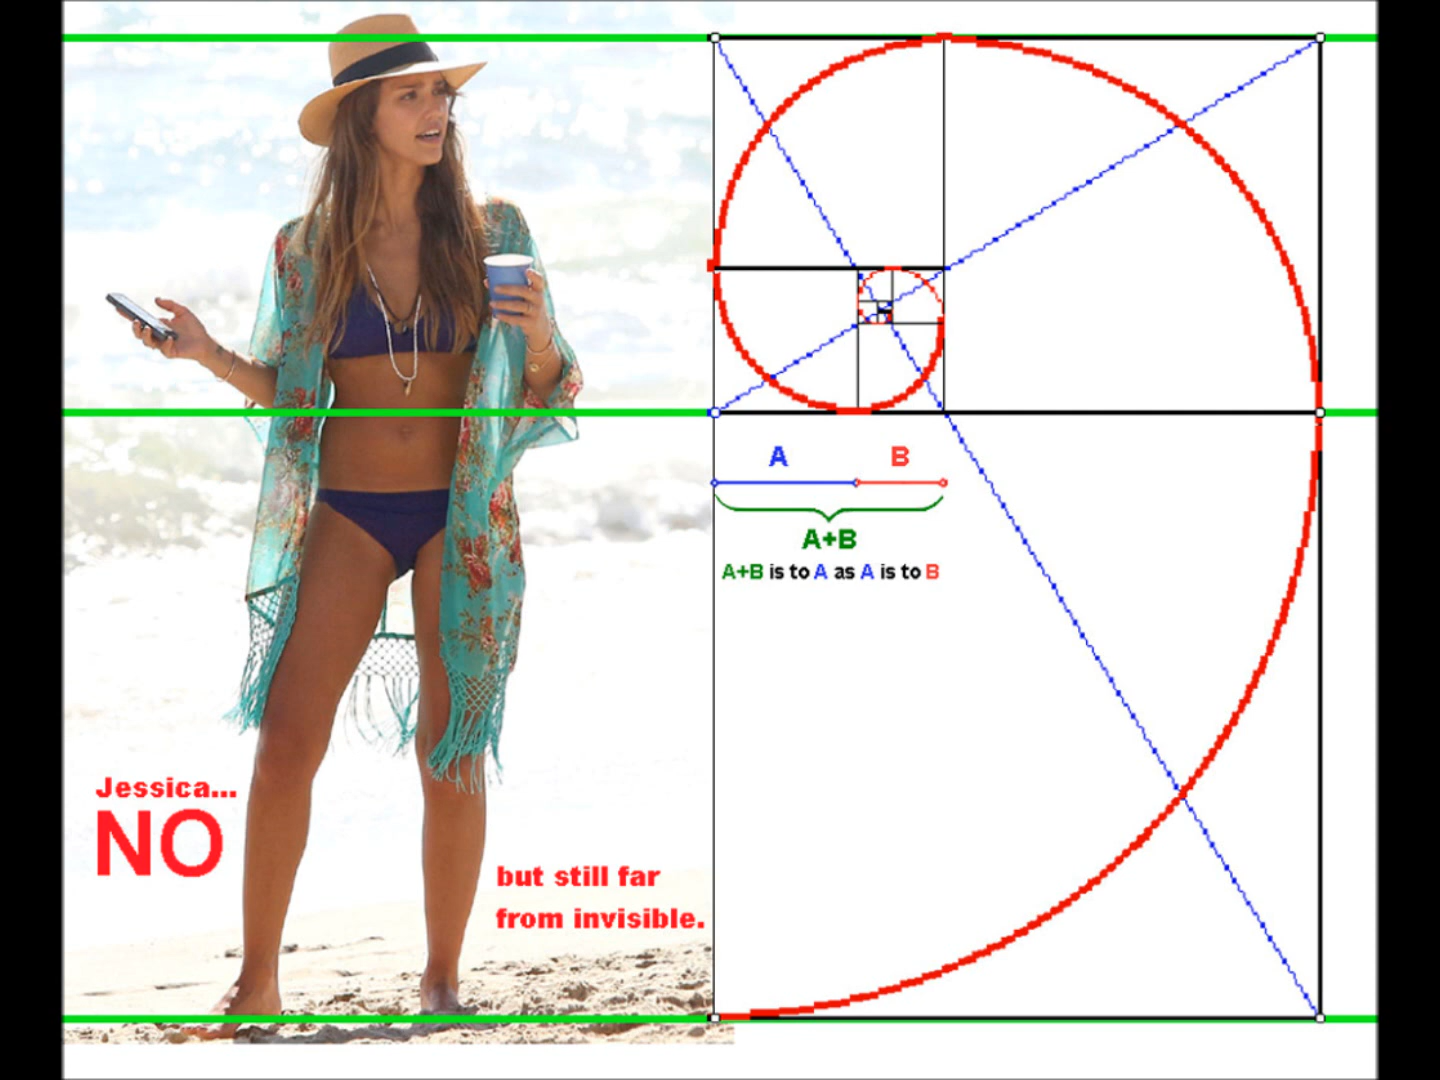 A B
A+B
A+B is to A as A is to B
Jessica...
NO
but still far
from invisible.